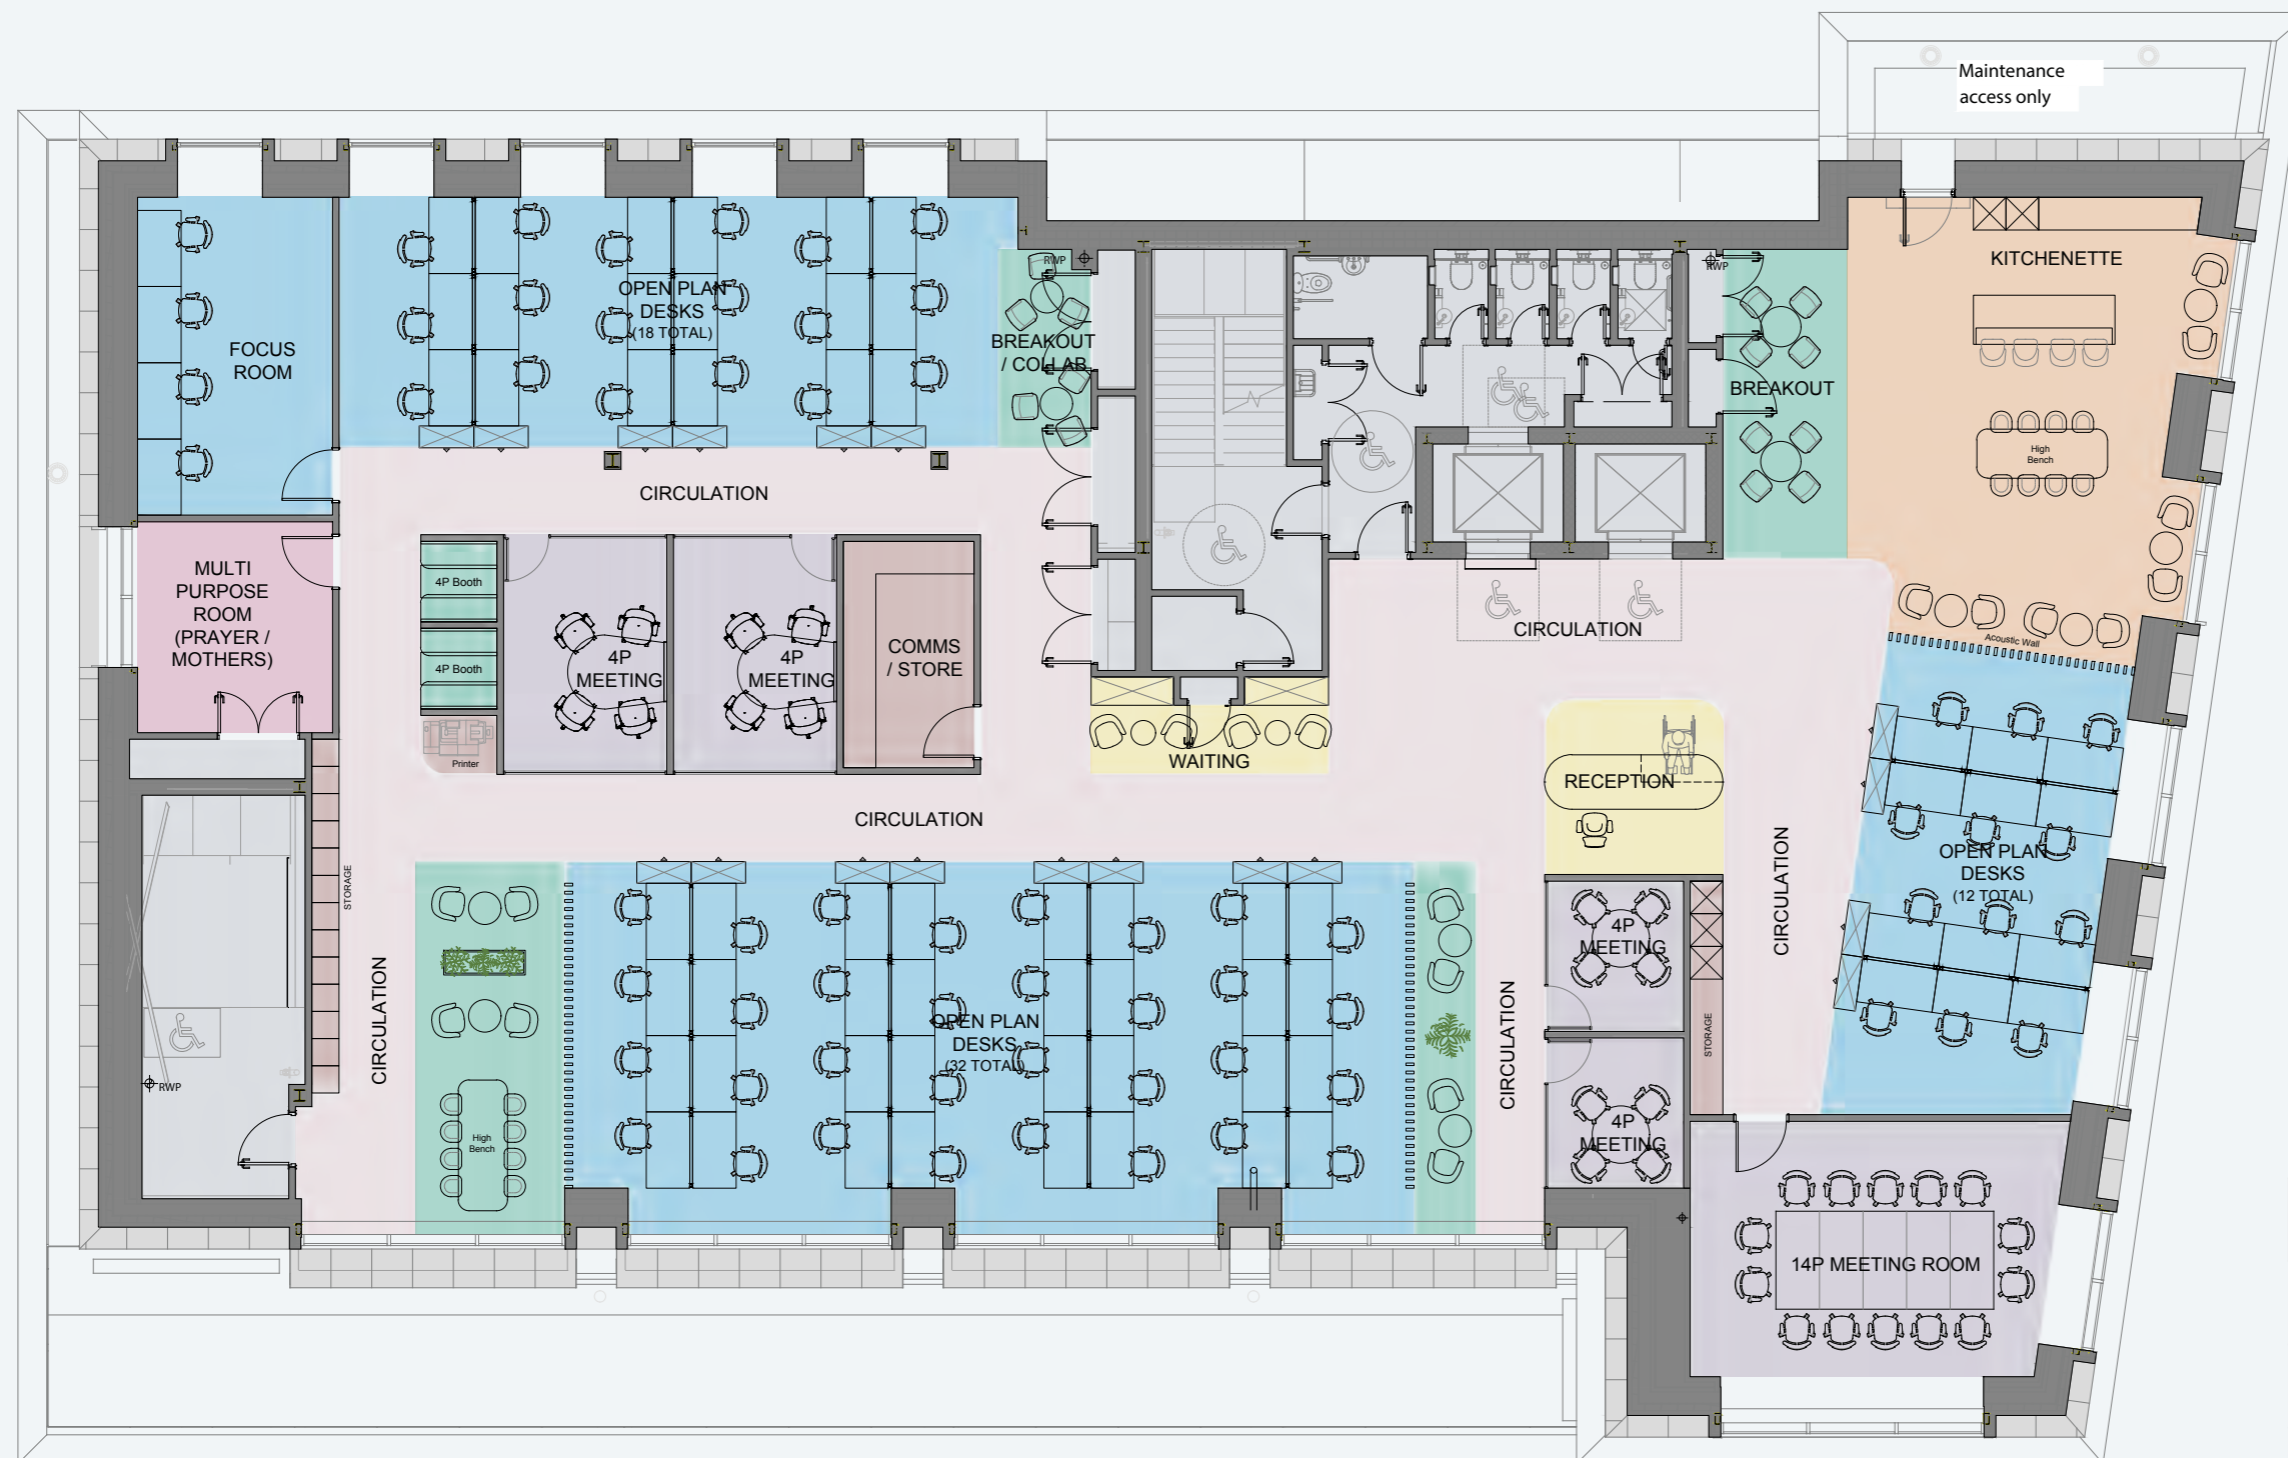 Maintenance
access only
FOCUS
ROOM
OPEN PLAN
DESKS
(18 TOTAL)
RWP
BREAKOUT
/ COLLAB
RWP
BREAKOUT
KITCHENETTE
High
Bench
Acoustic Wall
CIRCULATION
MULTI
PURPOSE
ROOM
(PRAYER /
MOTHERS)
4P Booth
4P Booth
Printer
4P
MEETING
4P
MEETING
COMMS
/ STORE
CIRCULATION
WAITING
RECEPTION
CIRCULATION
STORAGE
CIRCULATION
RWP
High
Bench
OPEN PLAN
DESKS
(32 TOTAL)
CIRCULATION
4P
MEETING
4P
MEETING
STORAGE
CIRCULATION
OPEN PLAN
DESKS
(12 TOTAL)
14P MEETING ROOM